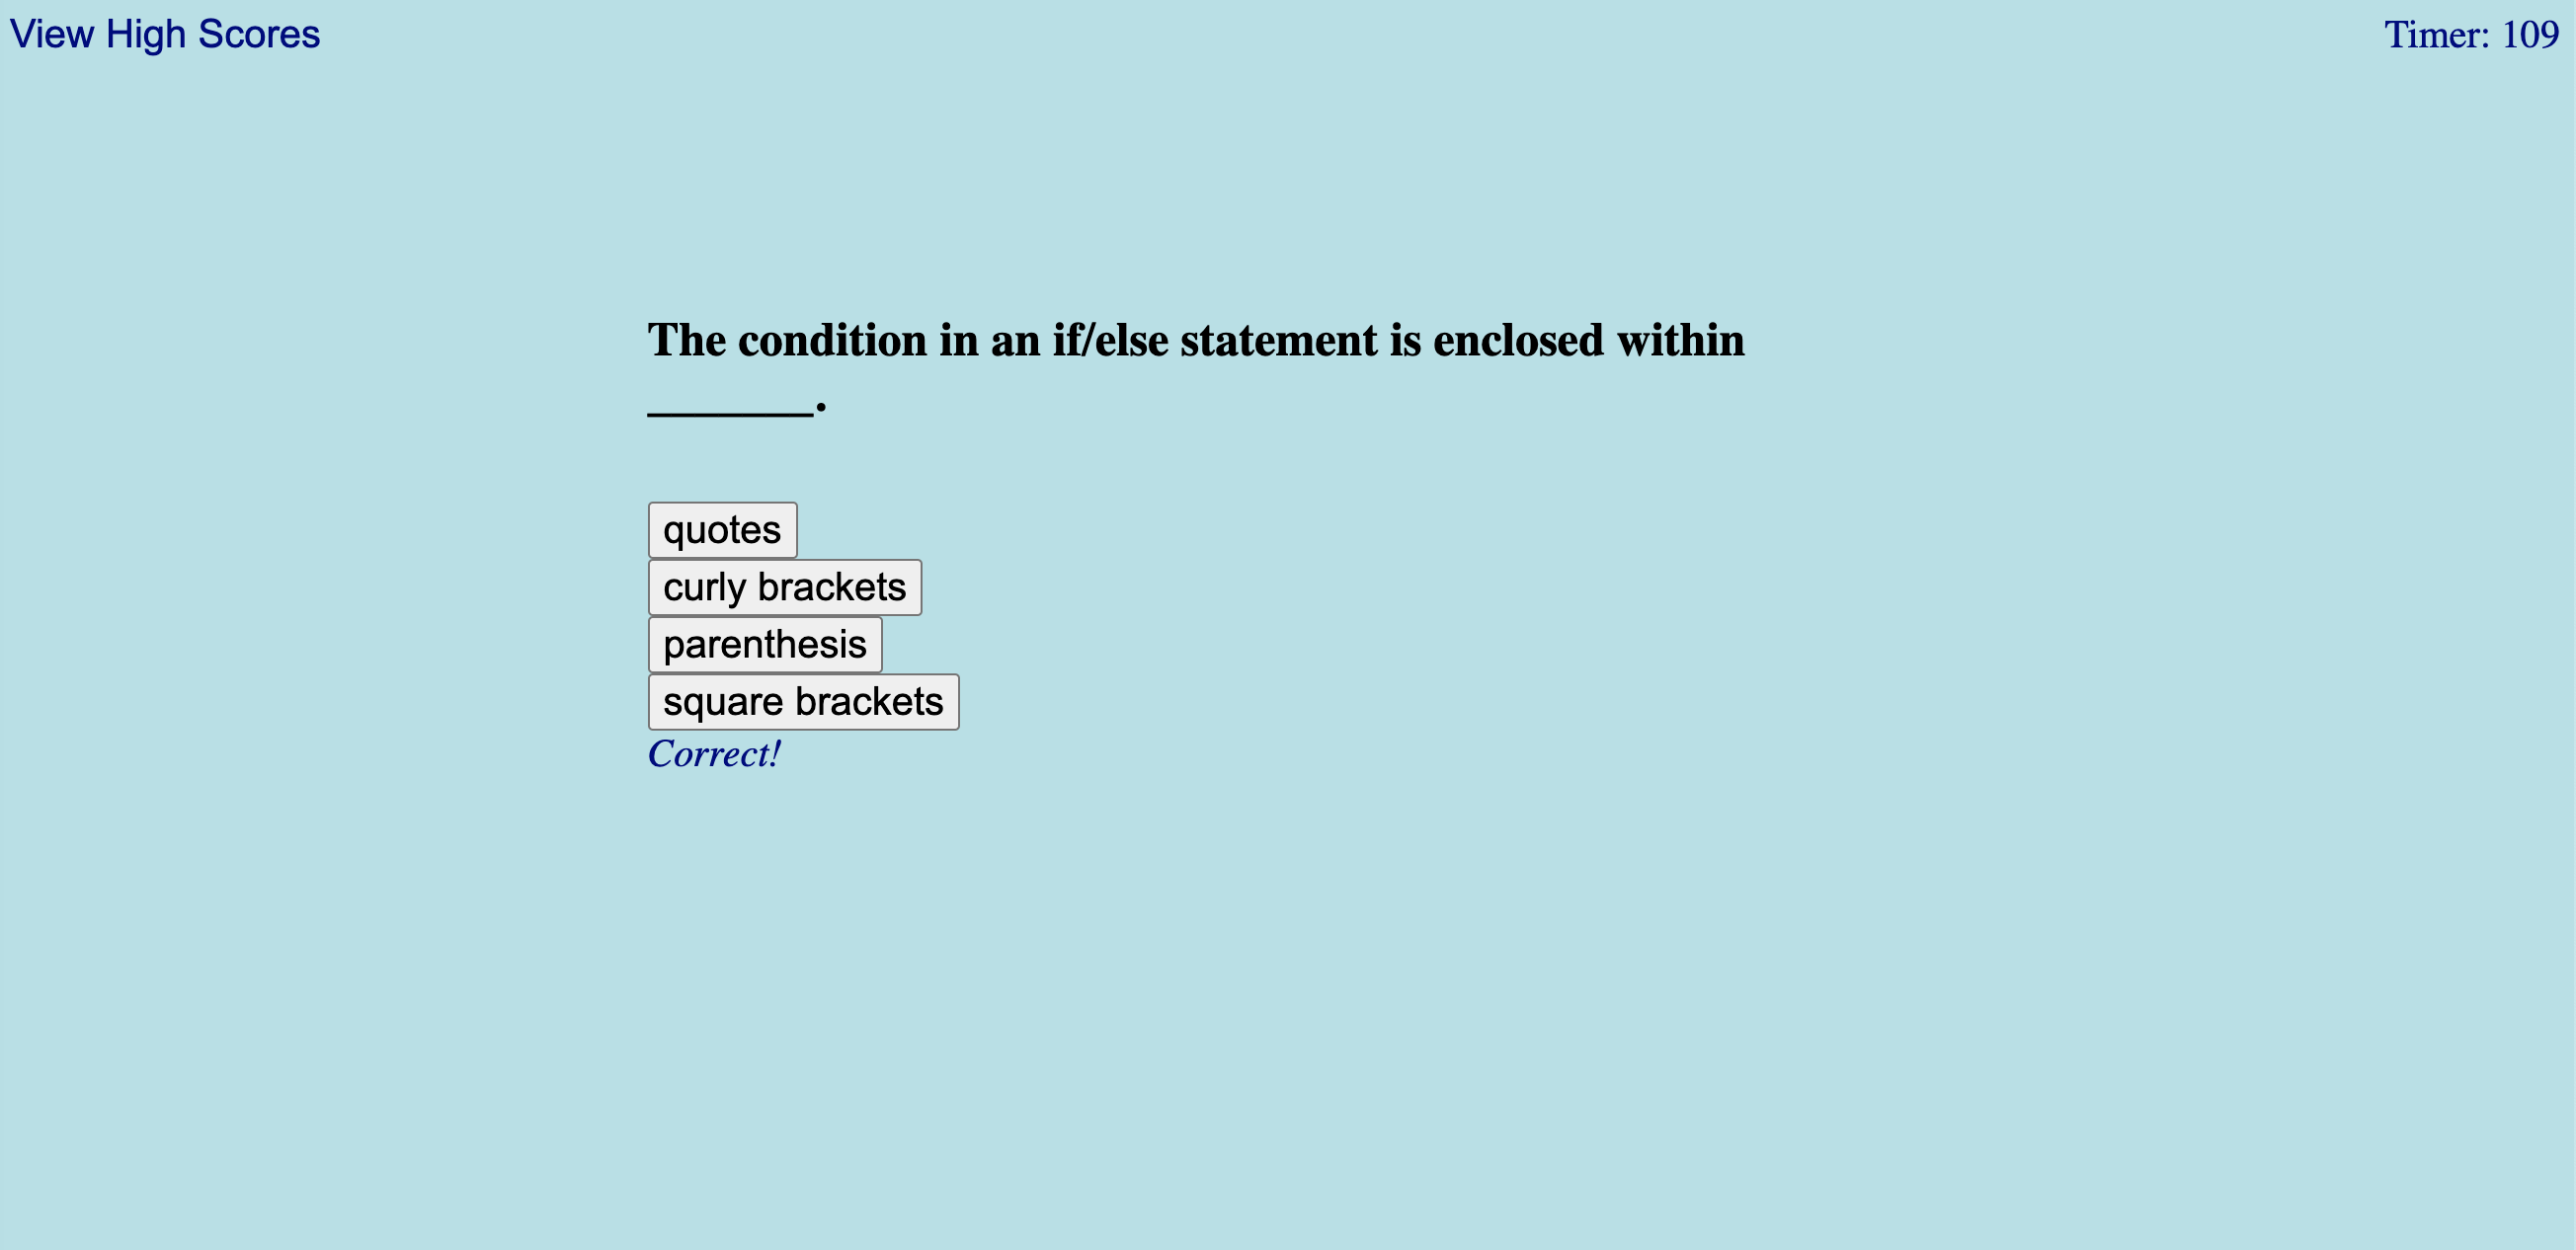 View High Scores
Timer: 109
The condition in an if/else statement is enclosed within
_______.
quotes
curly brackets
parenthesis
square brackets
Correct!